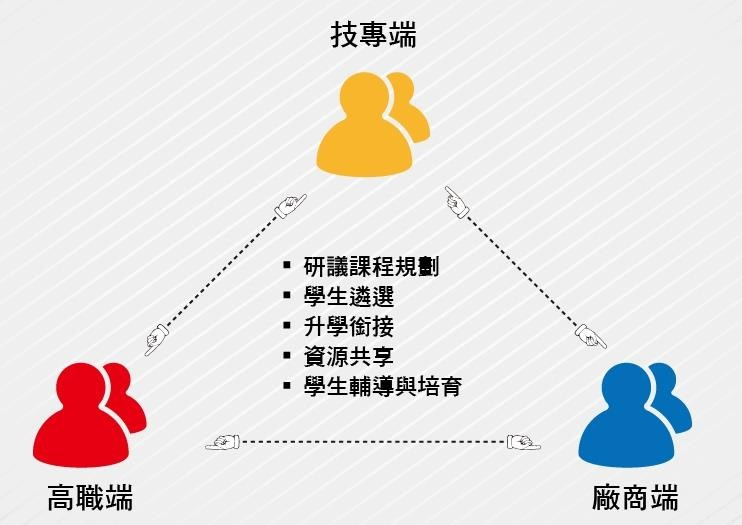 技專端
▪ 研議課程規劃
▪ 學生遴選
▪ 升學銜接
▪ 資源共享
▪ 學生輔導與培育
高職端
廠商端